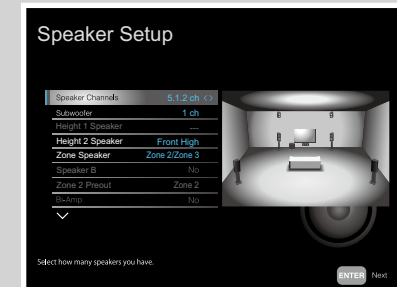 Speaker Setup
Speaker Channels 5.1.2 ch < >
Subwoofer 1 ch
Height 1 Speaker ---
Height 2 Speaker Front High
Zone Speaker Zone 2/Zone 3
Speaker B No
Zone 2 Preout Zone 2
Bi-Amp No
Select how many speakers you have.
ENTER Next